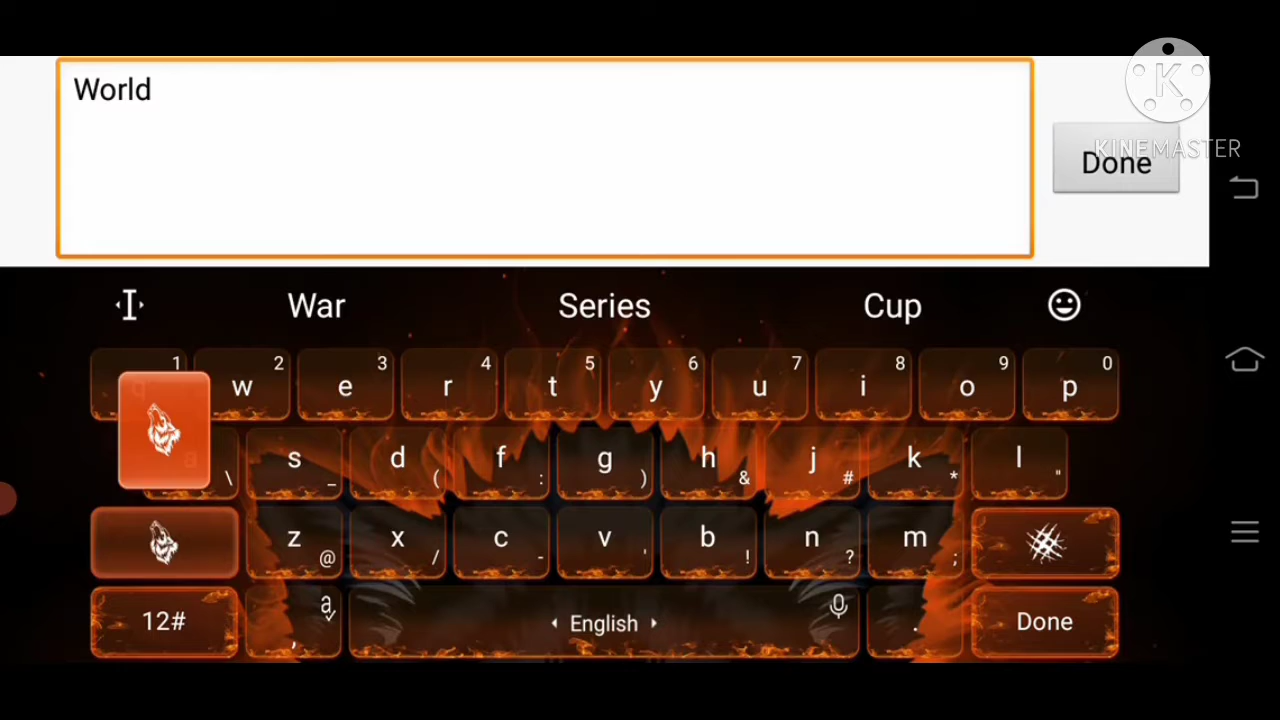 World
K
KINEMASTER
Done
War Series Cup
1 2 3 4 5 6 7 8 9 0
q w e r t y u i o p
a s d f g h j k l
\ _ ( : ) & # * "
z x c v b n m
@ / - ' ! ? ;
12# , a English . Done